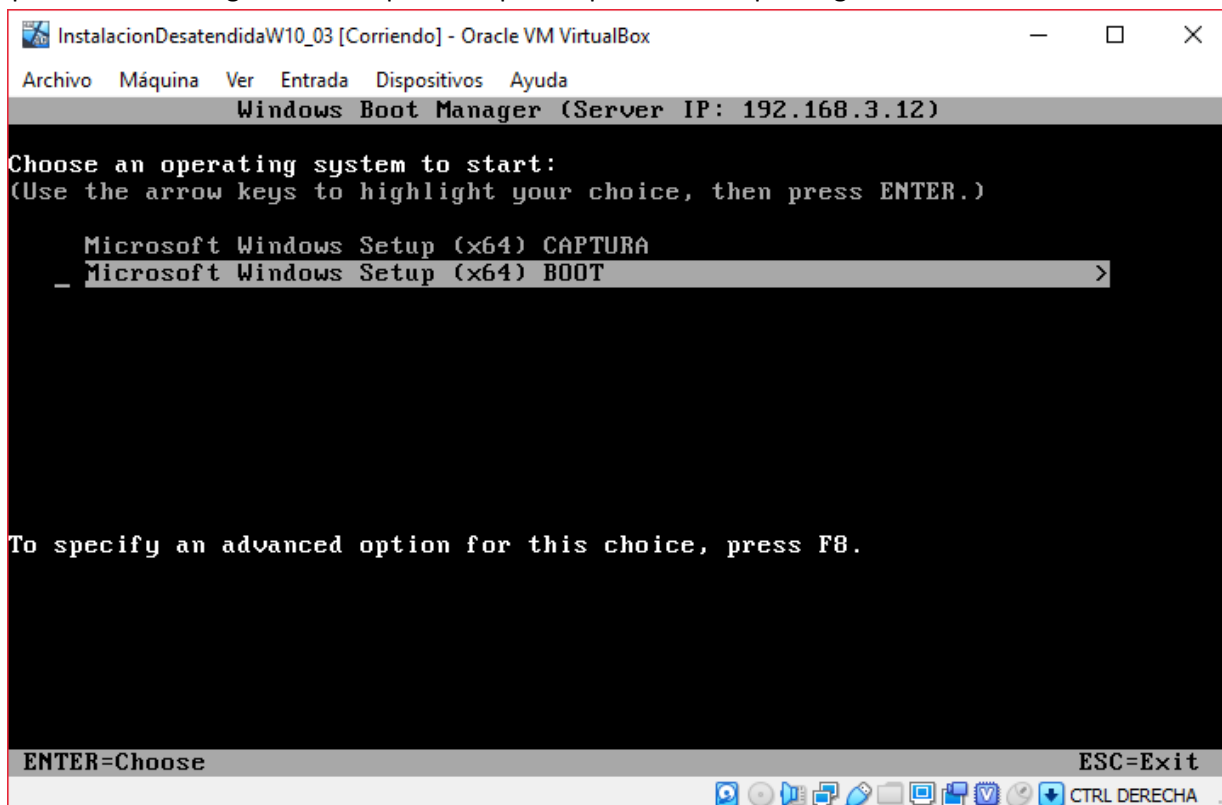 InstalacionDesatendidaW10_03 [Corriendo] - Oracle VM VirtualBox
Archivo Máquina Ver Entrada Dispositivos Ayuda
Windows Boot Manager (Server IP: 192.168.3.12)
Choose an operating system to start:
(Use the arrow keys to highlight your choice, then press ENTER.)
Microsoft Windows Setup (x64) CAPTURA
_ Microsoft Windows Setup (x64) BOOT >
To specify an advanced option for this choice, press F8.
ENTER=Choose ESC=Exit
CTRL DERECHA